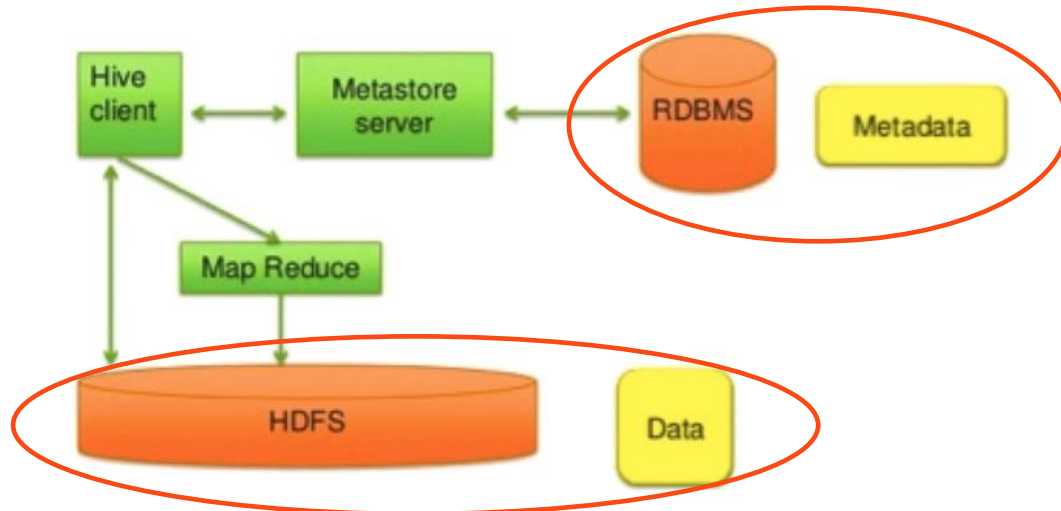 Hive
client
Metastore
server
RDBMS
Metadata
Map Reduce
HDFS
Data